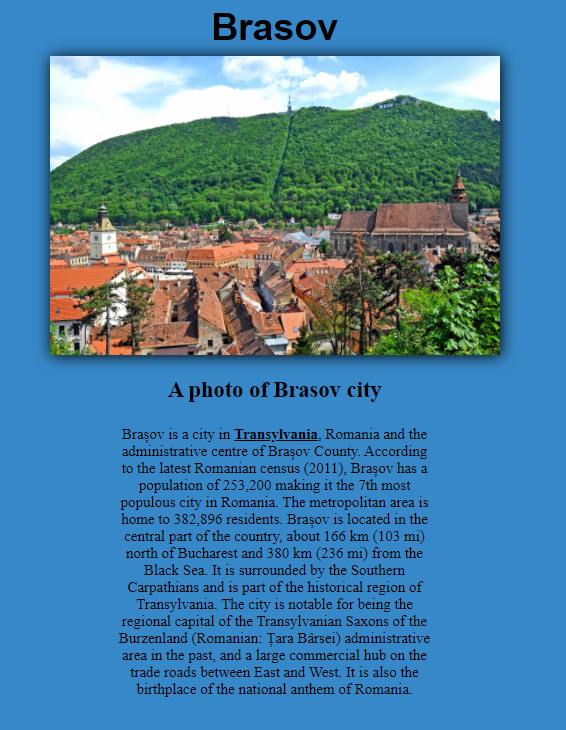 Brasov
A photo of Brasov city
Brașov is a city in Transylvania, Romania and the
administrative centre of Brașov County. According
to the latest Romanian census (2011), Brașov has a
population of 253,200 making it the 7th most
populous city in Romania. The metropolitan area is
home to 382,896 residents. Brașov is located in the
central part of the country, about 166 km (103 mi)
north of Bucharest and 380 km (236 mi) from the
Black Sea. It is surrounded by the Southern
Carpathians and is part of the historical region of
Transylvania. The city is notable for being the
regional capital of the Transylvanian Saxons of the
Burzenland (Romanian: Țara Bârsei) administrative
area in the past, and a large commercial hub on the
trade roads between East and West. It is also the
birthplace of the national anthem of Romania.